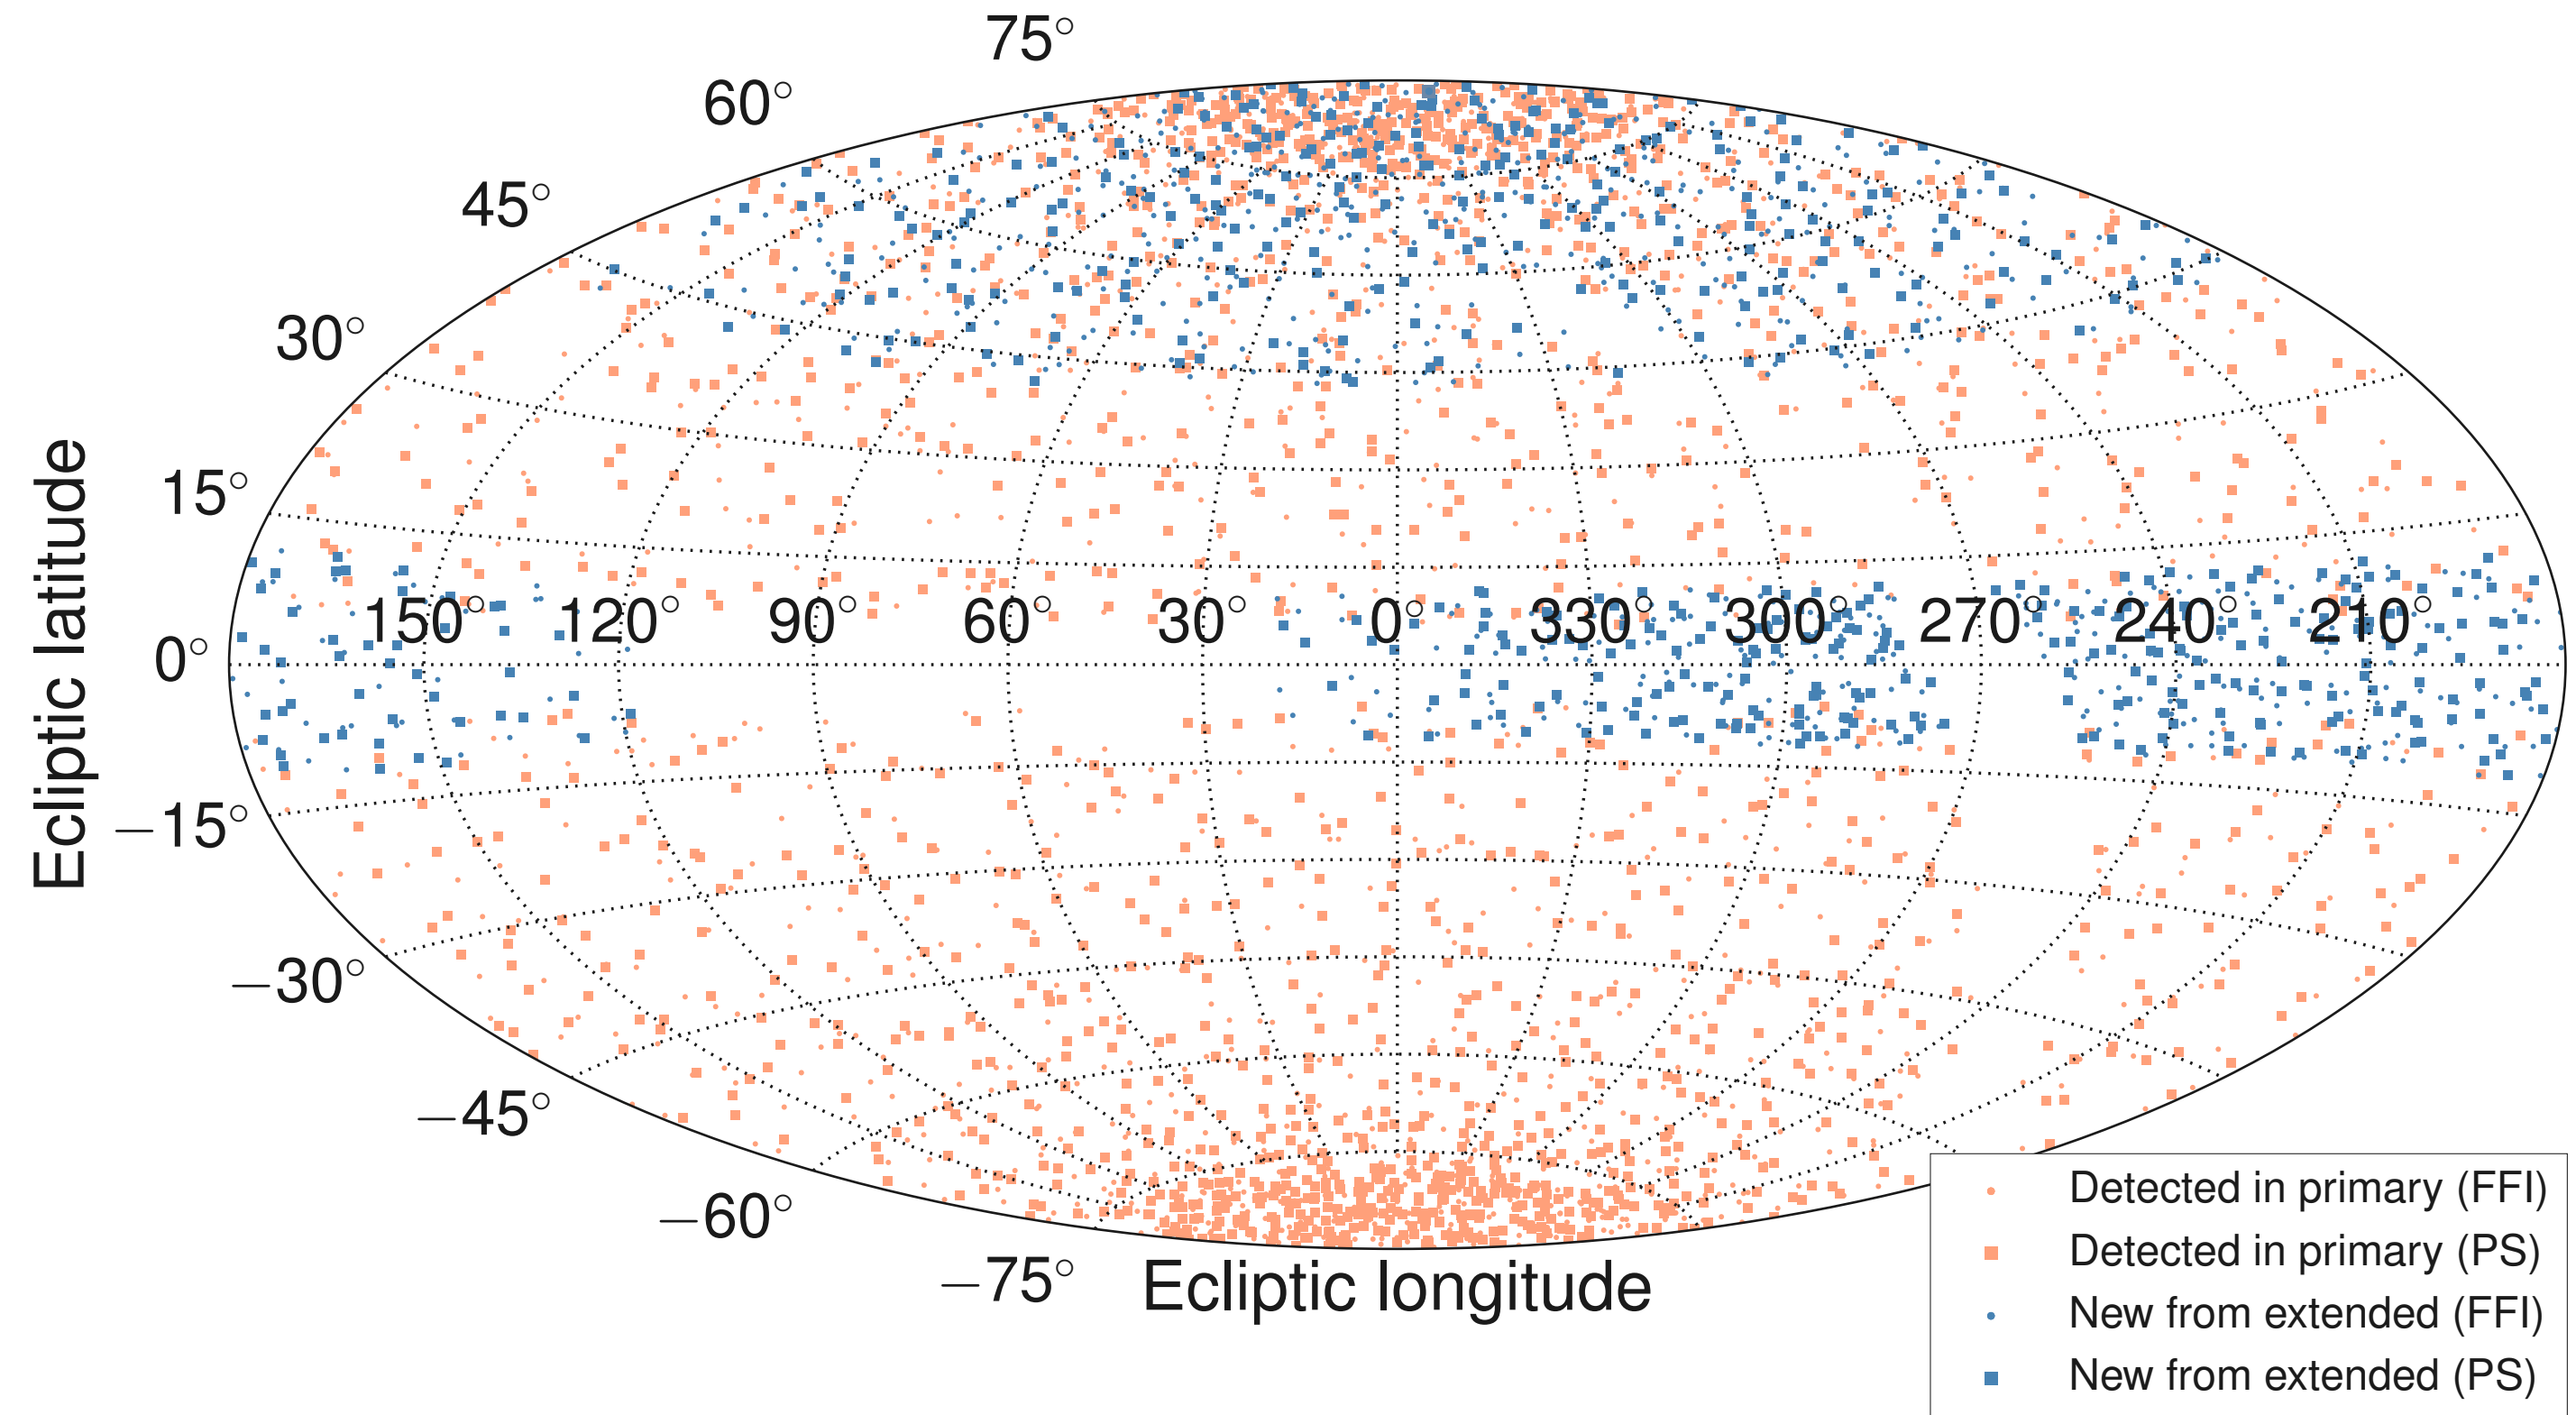 75°
60°
45°
30°
15°
150° 120° 90° 60° 30° 0° 330° 300° 270° 240° 210°
0°
−15°
−30°
−45°
−60°
−75°
Ecliptic latitude
Ecliptic longitude
Detected in primary (FFI)
Detected in primary (PS)
New from extended (FFI)
New from extended (PS)